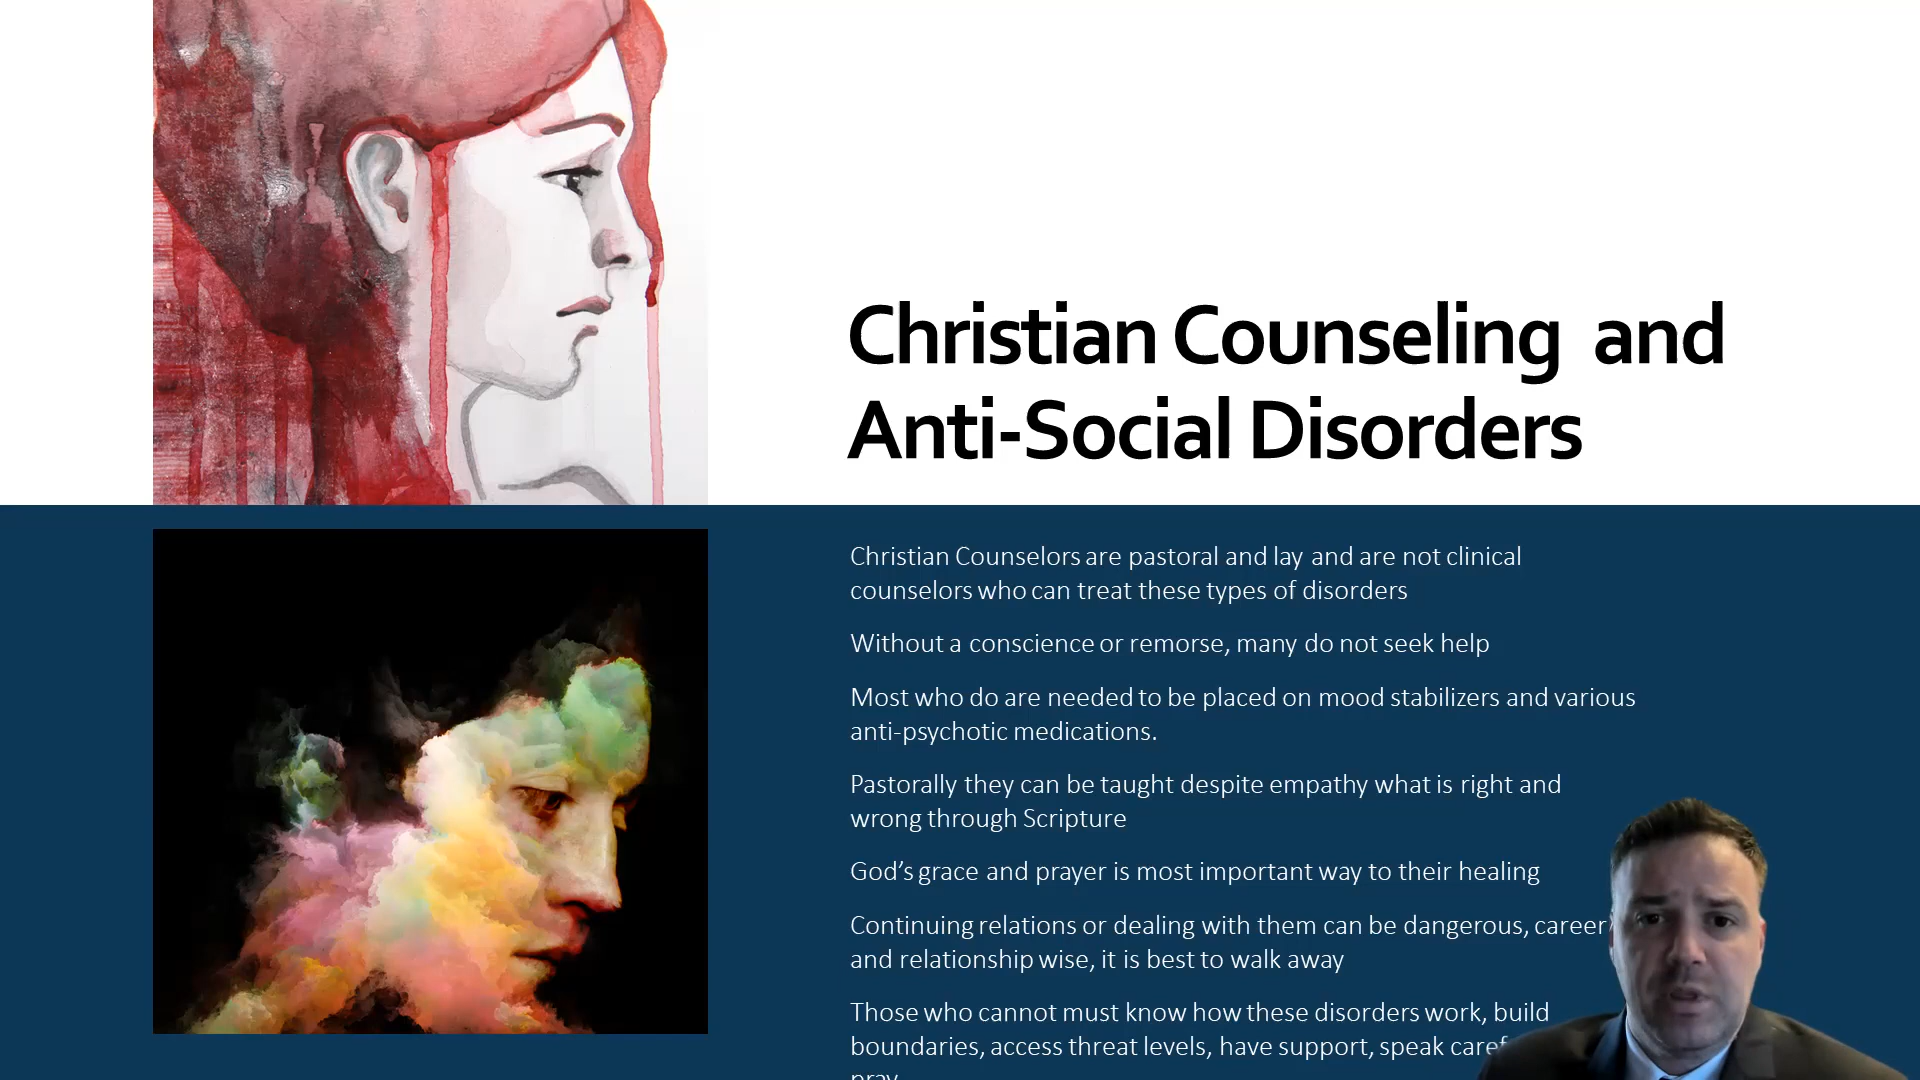 Christian Counseling and
Anti-Social Disorders
Christian Counselors are pastoral and lay and are not clinical
counselors who can treat these types of disorders
Without a conscience or remorse, many do not seek help
Most who do are needed to be placed on mood stabilizers and various
anti-psychotic medications.
Pastorally they can be taught despite empathy what is right and
wrong through Scripture
God's grace and prayer is most important way to their healing
Continuing relations or dealing with them can be dangerous, career
and relationship wise, it is best to walk away
Those who cannot must know how these disorders work, build
boundaries, access threat levels, have support, speak
pray